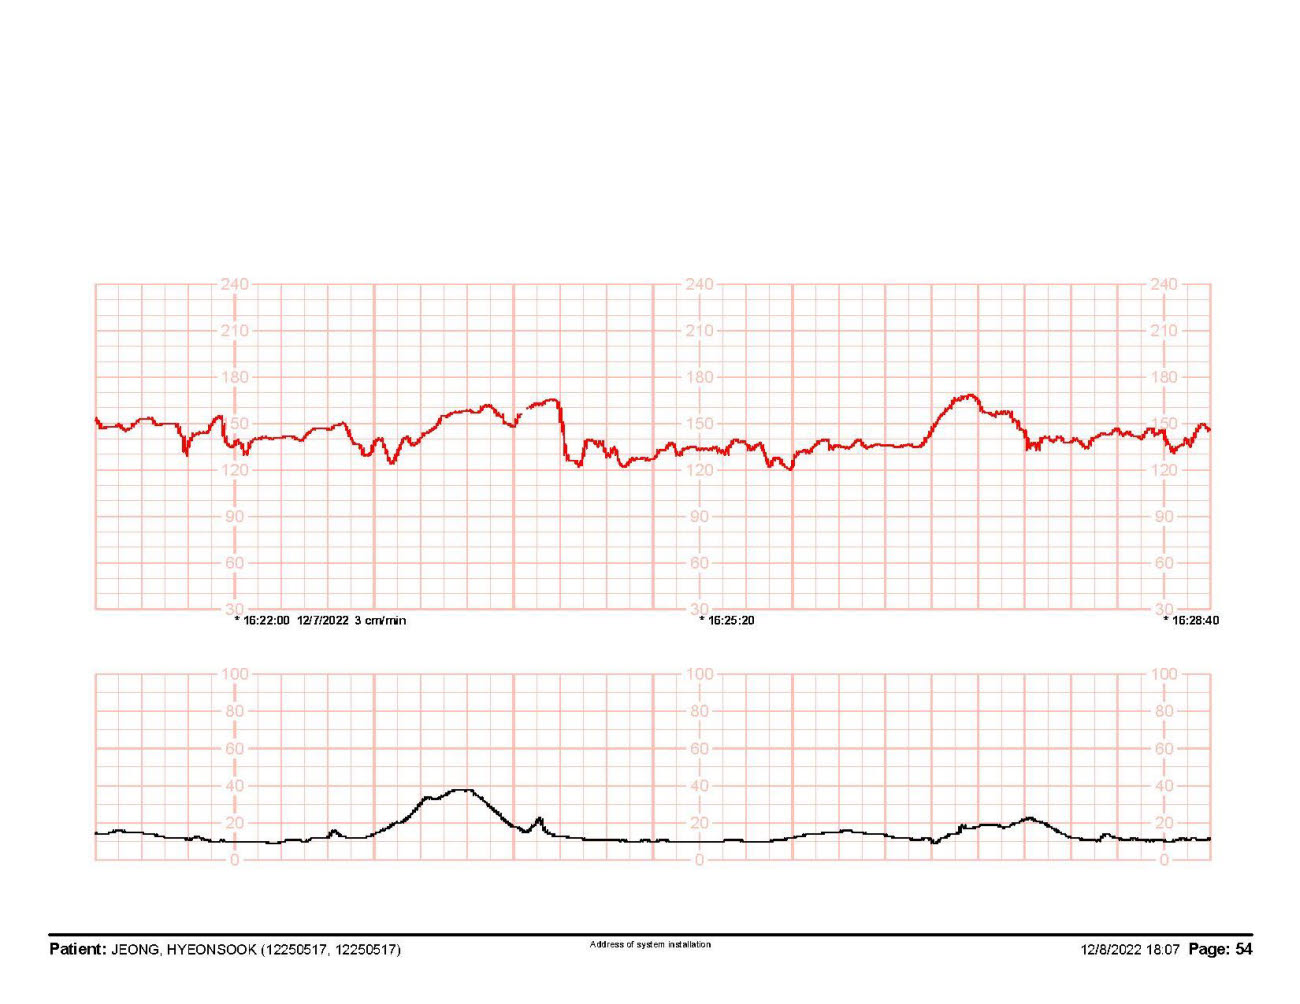 240 240 240
210 210 210
180 180 180
150 150 150
120 120 120
90 90 90
60 60 60
30 30 30
* 16:22:00 12/7/2022 3 cm/min * 16:25:20 * 16:28:40
100 100 100
80 80 80
60 60 60
40 40 40
20 20 20
0 0 0
Patient: JEONG, HYEONSOOK (12250517, 12250517) Address of system installation 12/8/2022 18:07 Page: 54